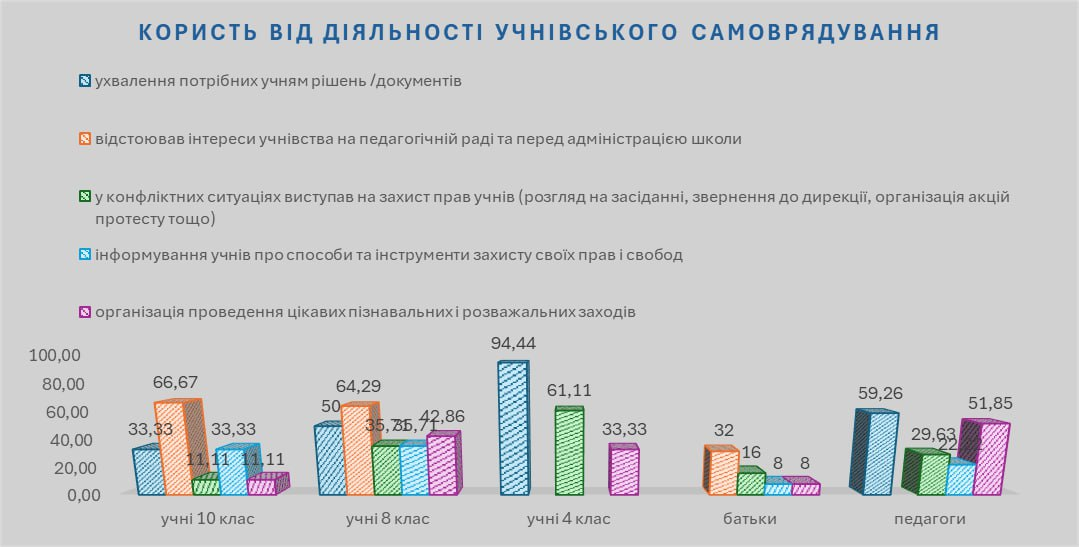 КОРИСТЬ ВІД ДІЯЛЬНОСТІ УЧНІВСЬКОГО САМОВРЯДУВАННЯ
ухвалення потрібних учням рішень /документів
відстоював інтереси учнівства на педагогічній раді та перед адміністрацією школи
у конфліктних ситуаціях виступав на захист прав учнів (розгляд на засіданні, звернення до дирекції, організація акцій
протесту тощо)
інформування учнів про способи та інструменти захисту своїх прав і свобод
організація проведення цікавих пізнавальних і розважальних заходів
100,00
80,00
60,00
40,00
20,00
0,00
33,33 66,67 11,11 33,33 11,11
50 64,29 35,71 35,71 42,86
94,44 61,11 33,33
32 16 8 8
59,26 29,63 51,85
учні 10 клас
учні 8 клас
учні 4 клас
батьки
педагоги